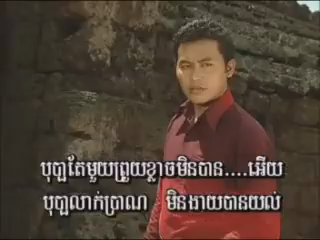 បុប្ផាតែមួយព្រួយខ្លាចមិនបាន....អើយ
បុប្ផលាក់ប្រាណ មិនងាយបានយល់